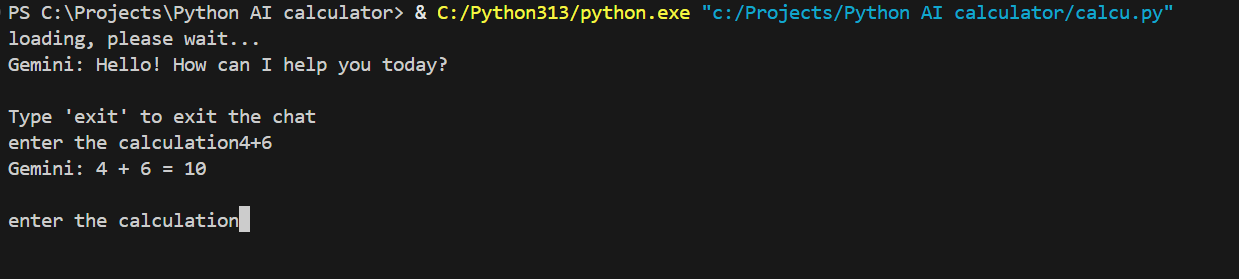 PS C:\Projects\Python AI calculator> & C:/Python313/python.exe "c:/Projects/Python AI calculator/calcu.py"
loading, please wait...
Gemini: Hello! How can I help you today?
Type 'exit' to exit the chat
enter the calculation4+6
Gemini: 4 + 6 = 10
enter the calculation